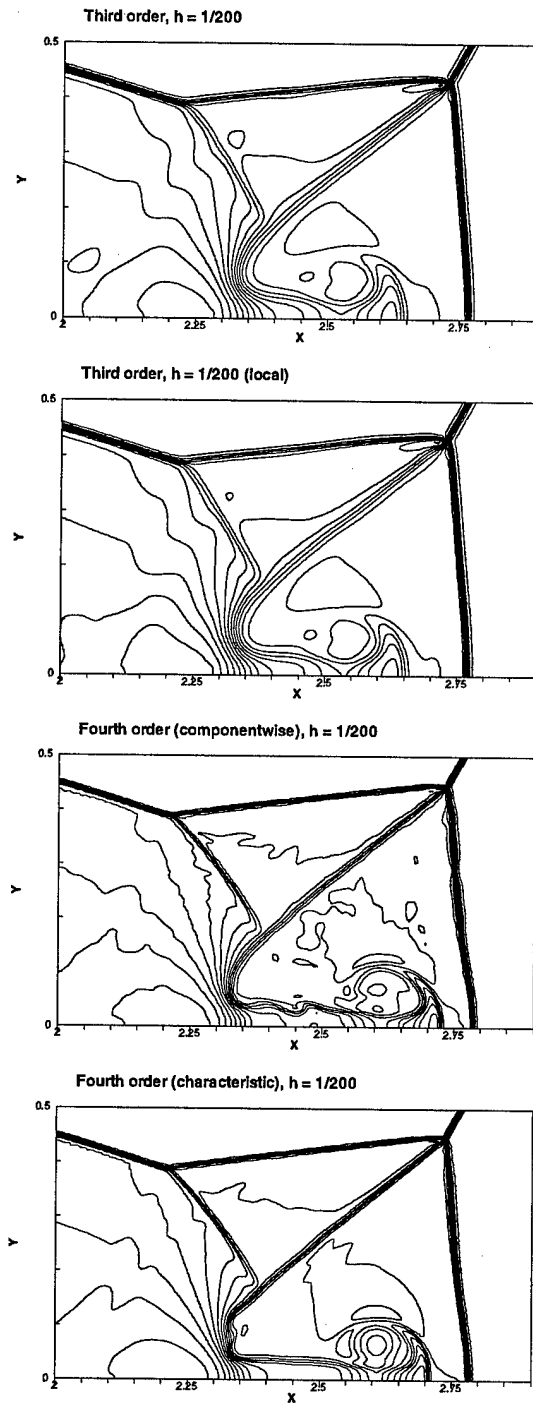 Third order, h = 1/200
0.5
Y
0
2
2.25
2.5
2.75
X
Third order, h = 1/200 (local)
0.5
Y
0
2
2.25
2.5
2.75
X
Fourth order (componentwise), h = 1/200
0.5
Y
0
2
2.25
2.5
2.75
X
Fourth order (characteristic), h = 1/200
0.5
Y
0
2
2.25
2.5
2.75
X